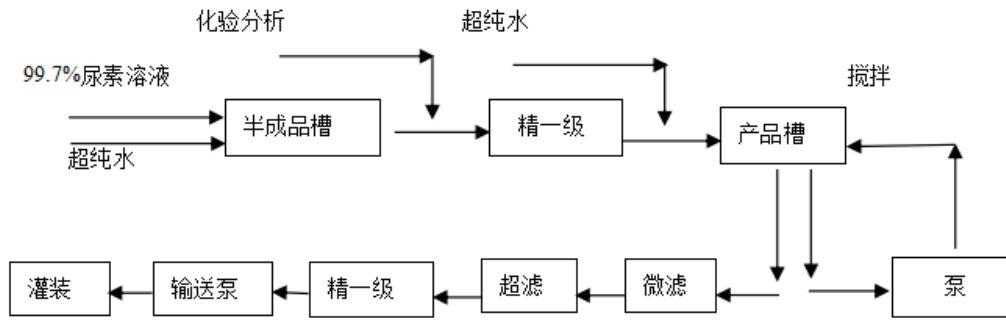 化验分析
超纯水
99.7%尿素溶液
搅拌
半成品槽
精一级
产品槽
超纯水
灌装
输送泵
精一级
超滤
微滤
泵